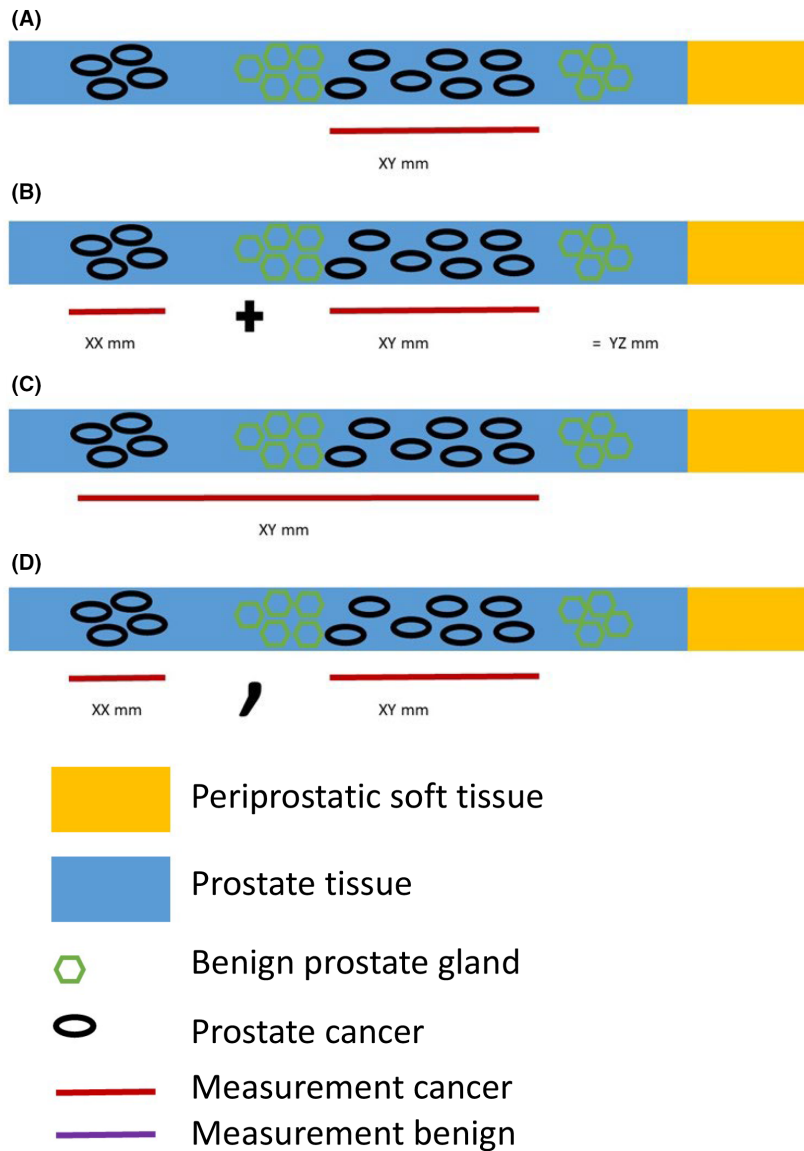 (A)
XY mm
(B)
+
XX mm XY mm = YZ mm
(C)
XY mm
(D)
,
XX mm XY mm
Periprostatic soft tissue
Prostate tissue
Benign prostate gland
Prostate cancer
Measurement cancer
Measurement benign